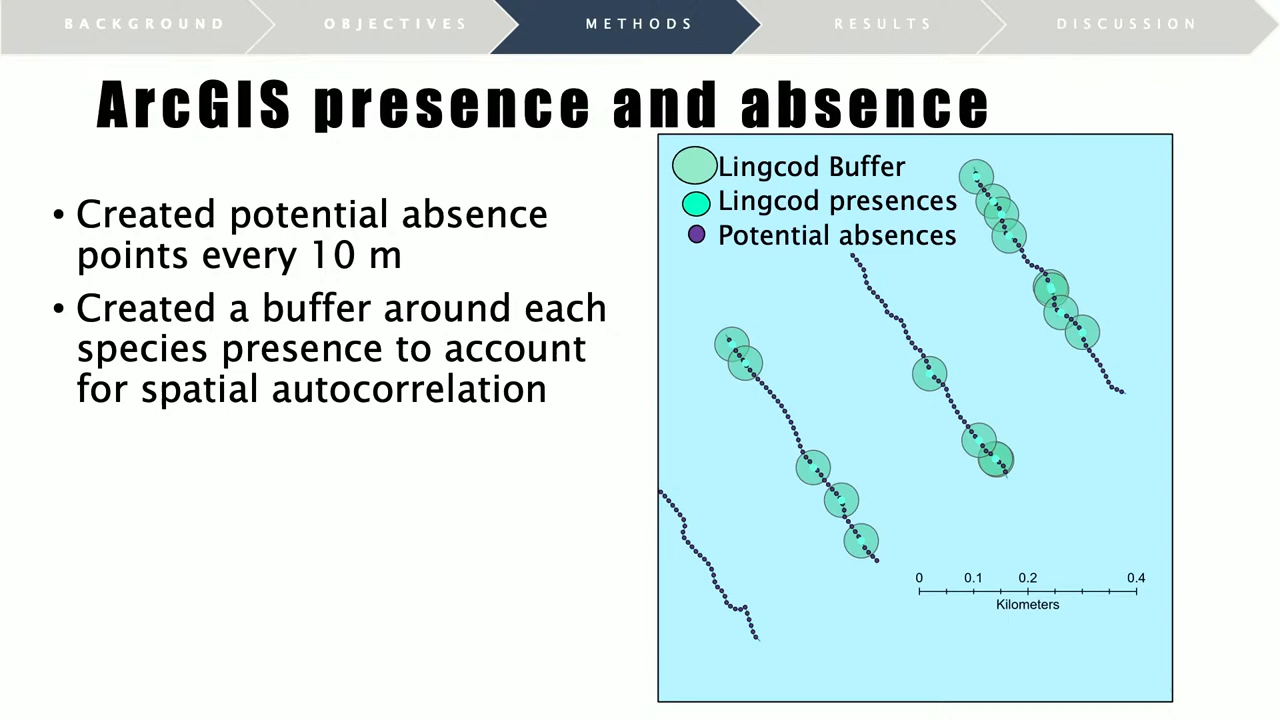 BACKGROUND OBJECTIVES METHODS RESULTS DISCUSSION
ArcGIS presence and absence
• Created potential absence
points every 10 m
• Created a buffer around each
species presence to account
for spatial autocorrelation
Lingcod Buffer
Lingcod presences
Potential absences
0 0.1 0.2 0.4
Kilometers